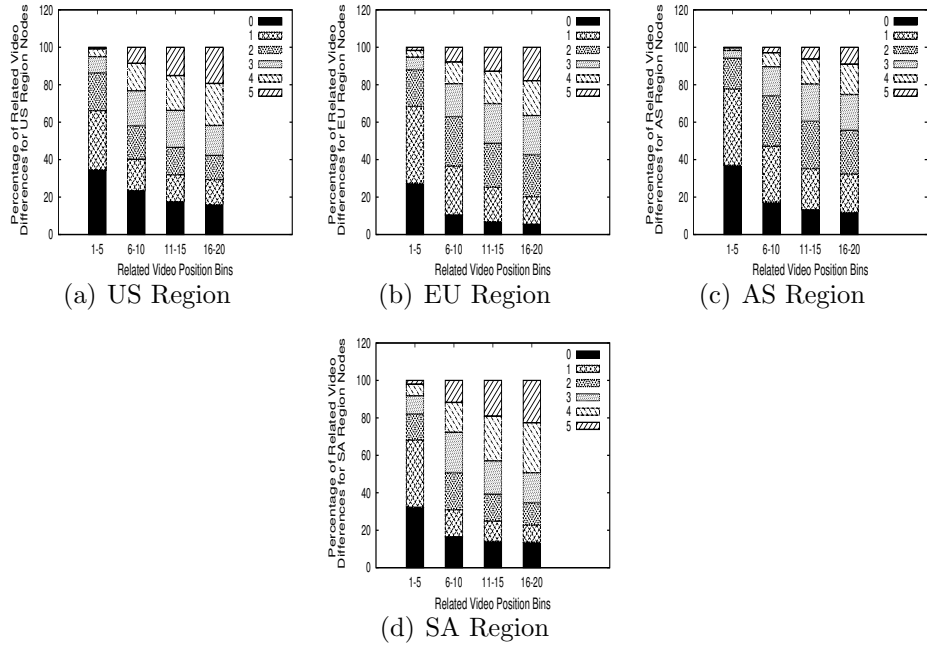 Percentage of Related Video
Differences for US Region Nodes
120
100
80
60
40
20
0
0
1
2
3
4
5
1-5 6-10 11-15 16-20
Related Video Position Bins
(a) US Region
Percentage of Related Video
Differences for EU Region Nodes
120
100
80
60
40
20
0
0
1
2
3
4
5
1-5 6-10 11-15 16-20
Related Video Position Bins
(b) EU Region
Percentage of Related Video
Differences for AS Region Nodes
120
100
80
60
40
20
0
0
1
2
3
4
5
1-5 6-10 11-15 16-20
Related Video Position Bins
(c) AS Region
Percentage of Related Video
Differences for SA Region Nodes
120
100
80
60
40
20
0
0
1
2
3
4
5
1-5 6-10 11-15 16-20
Related Video Position Bins
(d) SA Region